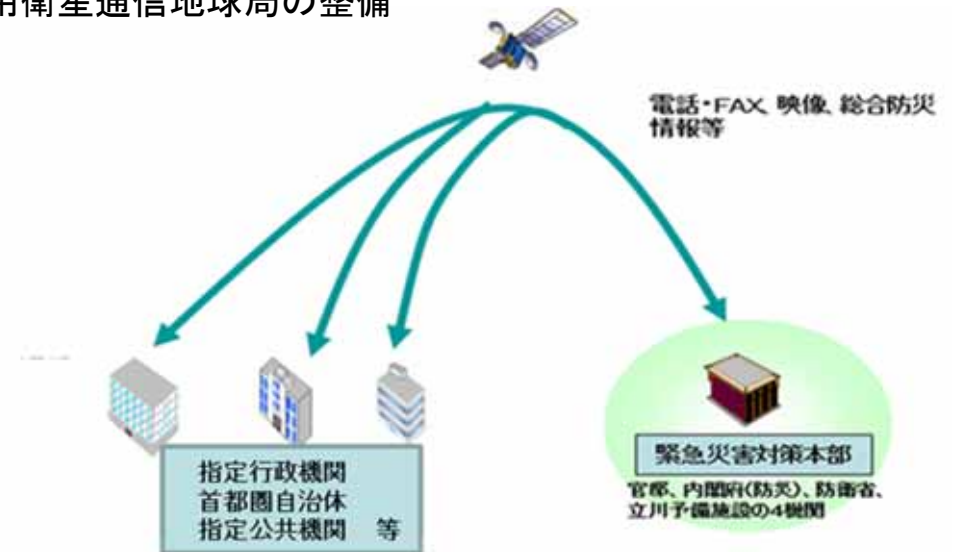 用衛星通信地球局の整備
電話・FAX、映像、総合防災
情報等
指定行政機関
首都圏自治体
指定公共機関　等
緊急災害対策本部
官邸、内閣府(防災)、防衛省、
立川予備施設の4機関